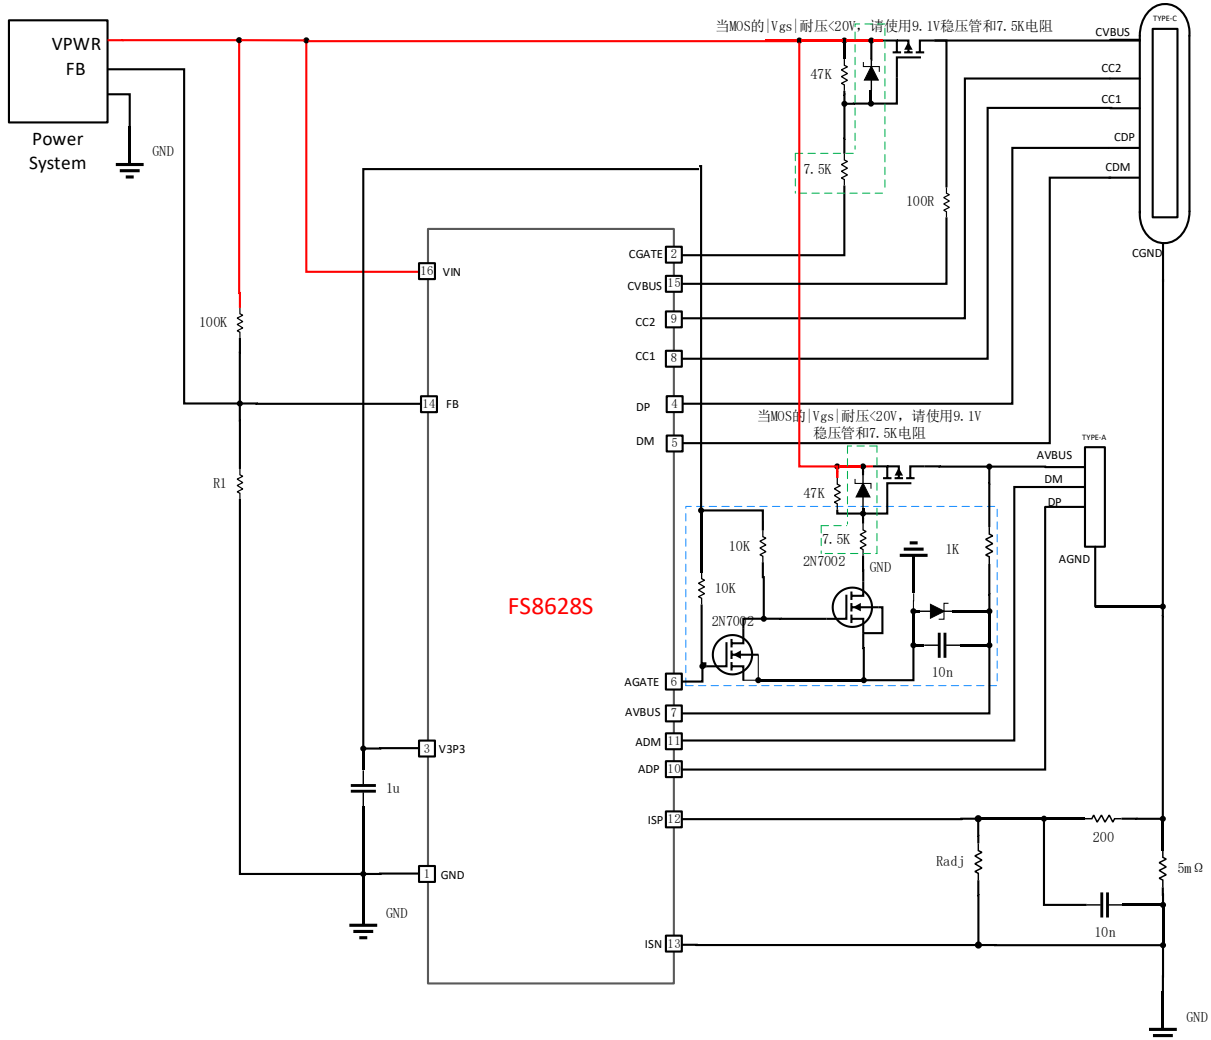 当MOS的|Vgs|耐压<20V，请使用9.1V稳压管和7.5K电阻
TYPE-C
VPWR
FB
Power
System
GND
CVBUS
CC2
CC1
CDP
CDM
CGND
47K
7.5K
100R
CGATE 2
CVBUS 15
CC2 9
CC1 8
DP 4
DM 5
16 VIN
100K
14 FB
R1
当MOS的|Vgs|耐压<20V，请使用9.1V
稳压管和7.5K电阻
TYPE-A
AVBUS
DM
DP
AGND
47K
7.5K
10K
2N7002
GND
1K
10K
2N7002
10n
FS8628S
AGATE 6
AVBUS 7
ADM 11
ADP 10
3 V3P3
1u
ISP 12
200
Radj
5mΩ
10n
1 GND
GND
ISN 13
GND